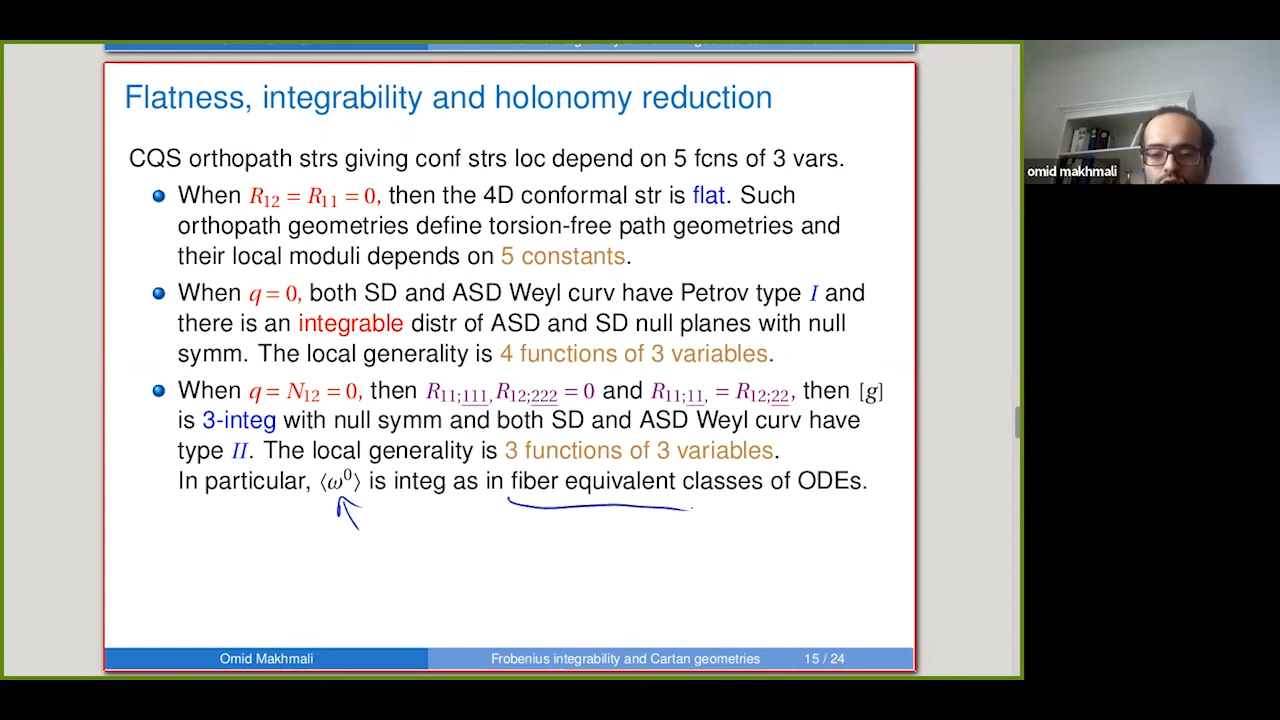 Flatness, integrability and holonomy reduction
CQS orthopath strs giving conf strs loc depend on 5 fcns of 3 vars.
When R₁₂ = R₁₁ = 0, then the 4D conformal str is flat. Such
orthopath geometries define torsion-free path geometries and
their local moduli depends on 5 constants.
When q = 0, both SD and ASD Weyl curv have Petrov type I and
there is an integrable distr of ASD and SD null planes with null
symm. The local generality is 4 functions of 3 variables.
When q = N₁₂ = 0, then R₁₁;₁₁₁, R₁₂;₂₂₂ = 0 and R₁₁;₁₁, = R₁₂;₂₂, then [g]
is 3-integ with null symm and both SD and ASD Weyl curv have
type II. The local generality is 3 functions of 3 variables.
In particular, ⟨ω⁰⟩ is integ as in fiber equivalent classes of ODEs.
Omid Makhmali
Frobenius integrability and Cartan geometries
15 / 24
omid makhmali